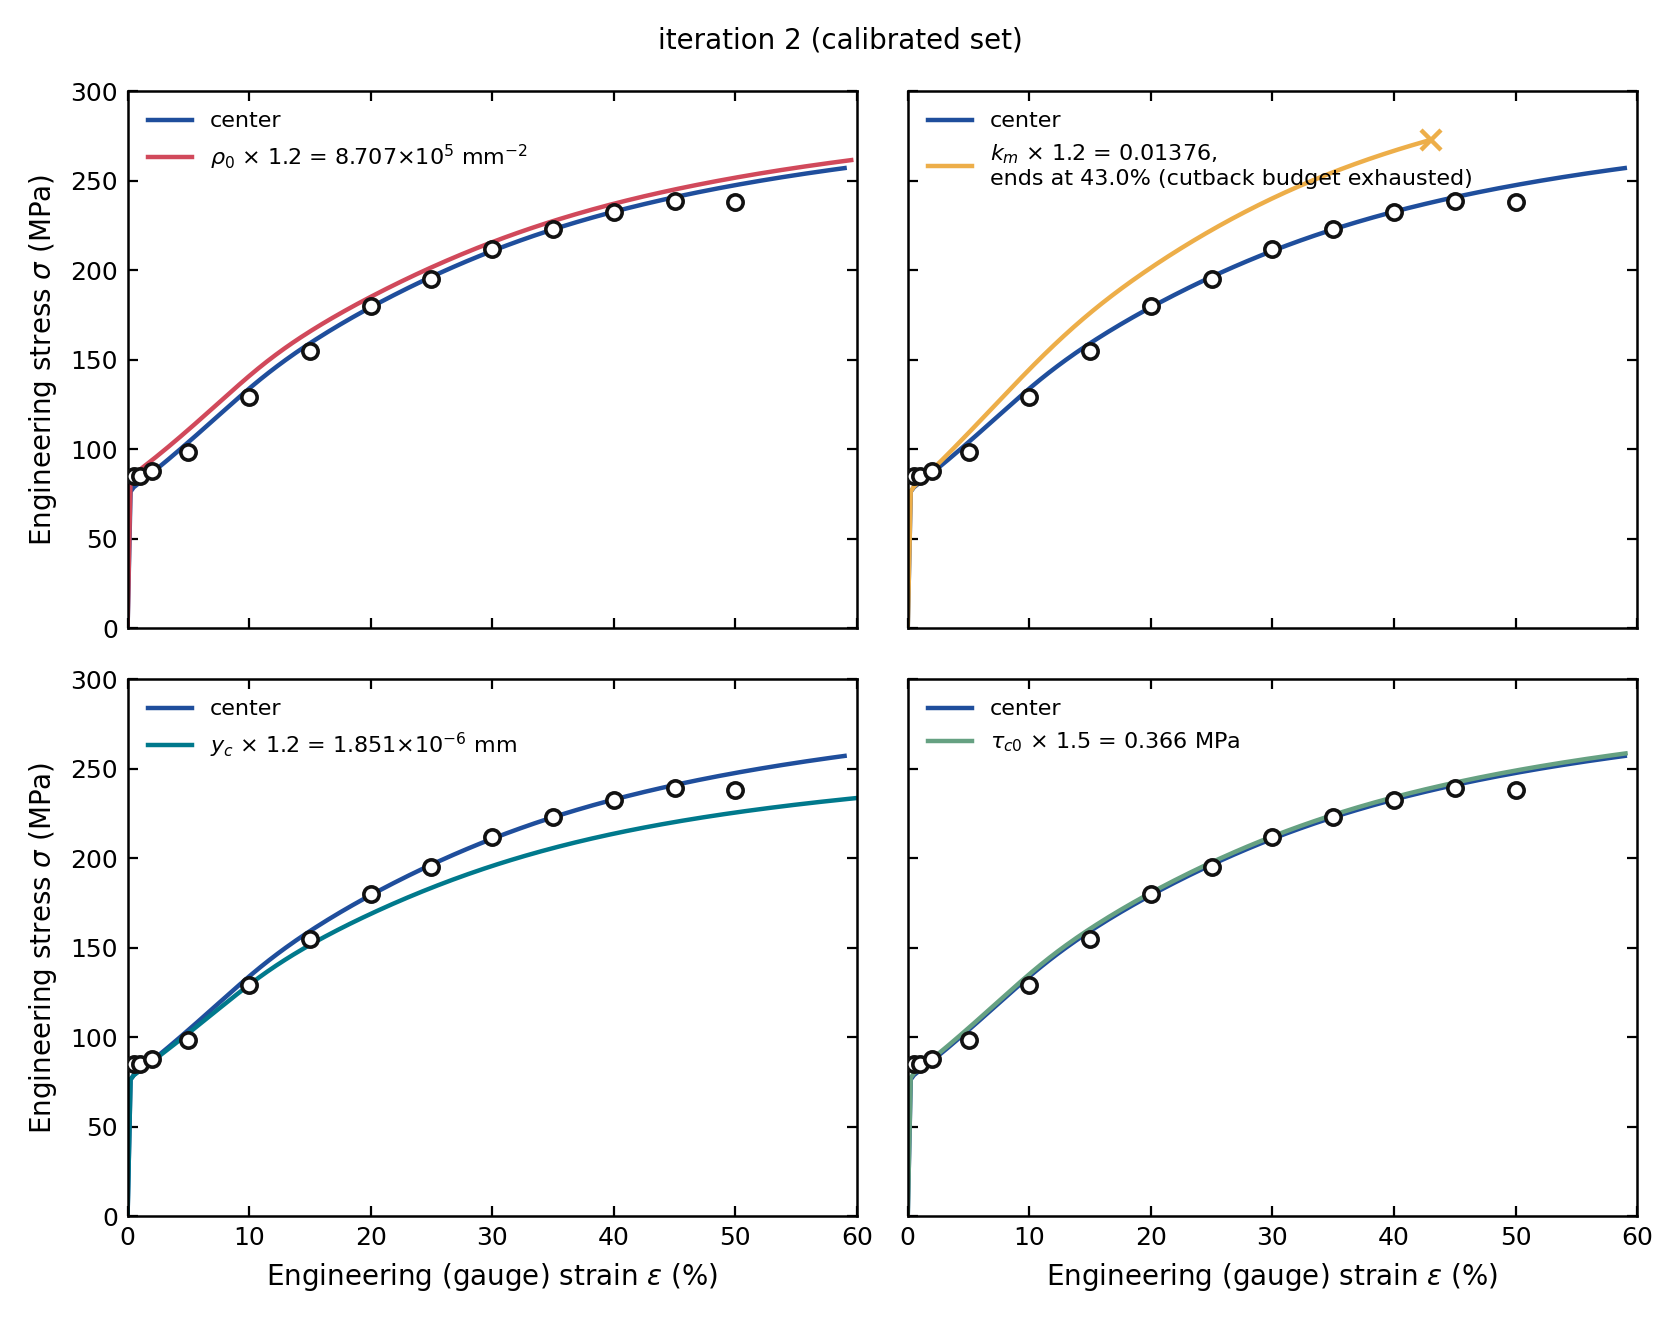 iteration 2 (calibrated set)
300
250
200
150
100
50
0
Engineering stress σ (MPa)
center
ρ₀ × 1.2 = 8.707×10⁵ mm⁻²
center
kₘ × 1.2 = 0.01376,
ends at 43.0% (cutback budget exhausted)
300
250
200
150
100
50
0
Engineering stress σ (MPa)
center
y_c × 1.2 = 1.851×10⁻⁶ mm
0 10 20 30 40 50 60
Engineering (gauge) strain ε (%)
center
τ_c0 × 1.5 = 0.366 MPa
0 10 20 30 40 50 60
Engineering (gauge) strain ε (%)